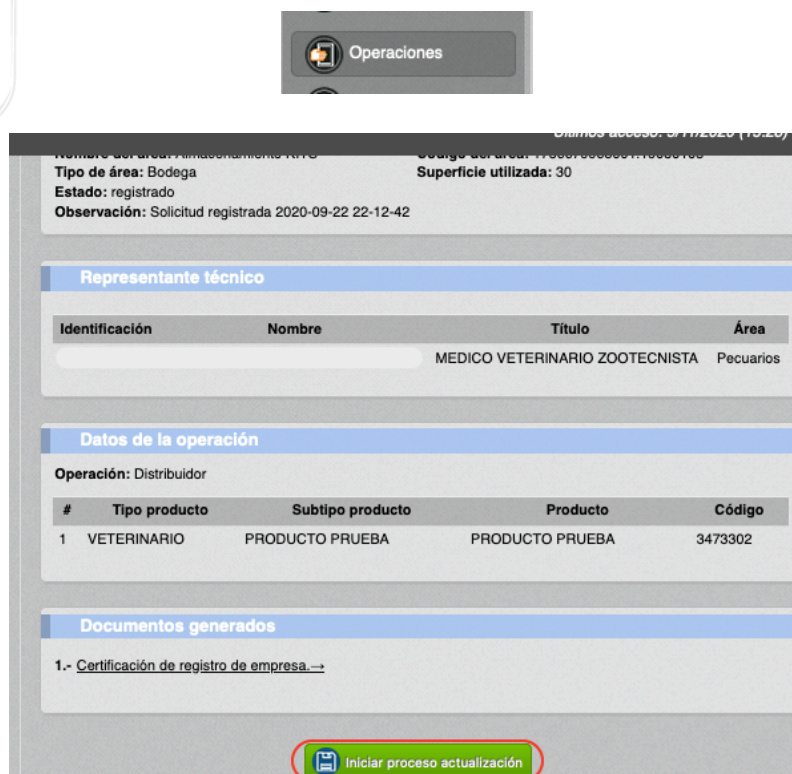 Operaciones
Tipo de área: Bodega
Superficie utilizada: 30
Estado: registrado
Observación: Solicitud registrada 2020-09-22 22-12-42
Representante técnico
Identificación Nombre Título Área
MEDICO VETERINARIO ZOOTECNISTA Pecuarios
Datos de la operación
Operación: Distribuidor
# Tipo producto Subtipo producto Producto Código
1 VETERINARIO PRODUCTO PRUEBA PRODUCTO PRUEBA 3473302
Documentos generados
1.- Certificación de registro de empresa.→
Iniciar proceso actualización